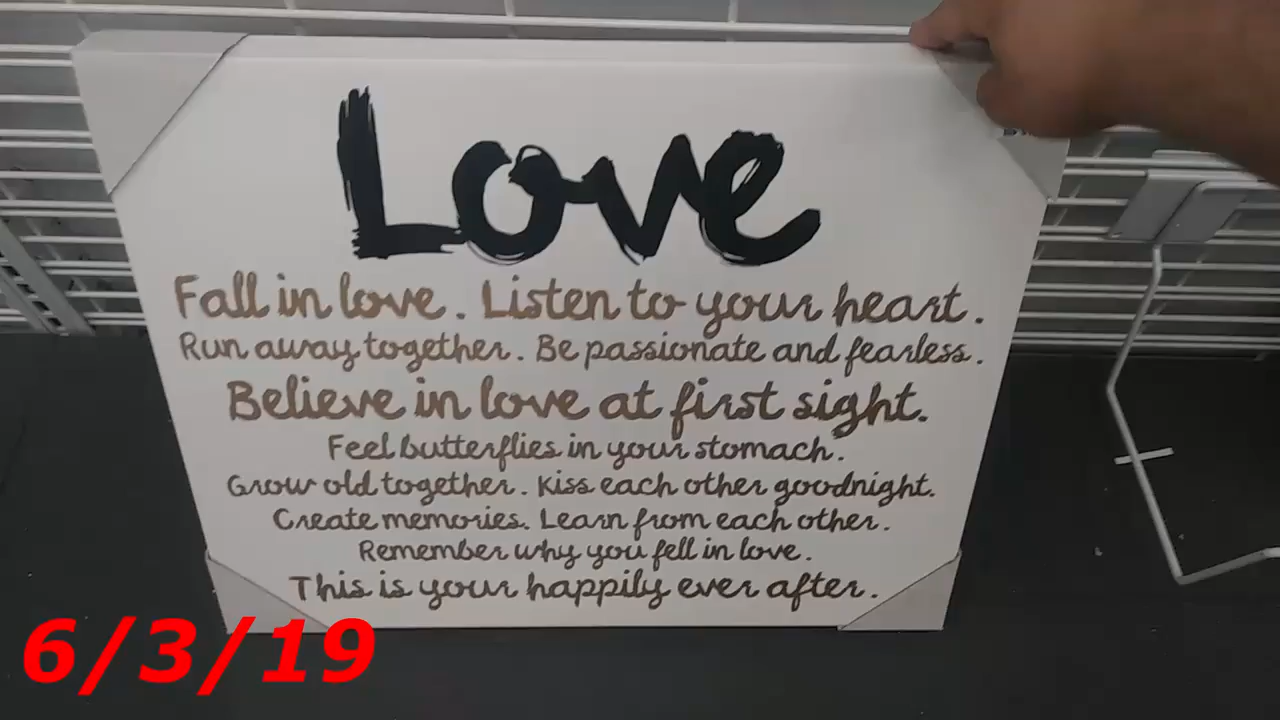 Love
Fall in love. Listen to your heart.
Run away together. Be passionate and fearless.
Believe in love at first sight.
Feel butterflies in your stomach.
Grow old together. Kiss each other goodnight.
Create memories. Learn from each other.
Remember why you fell in love.
This is your happily ever after.
6/3/19